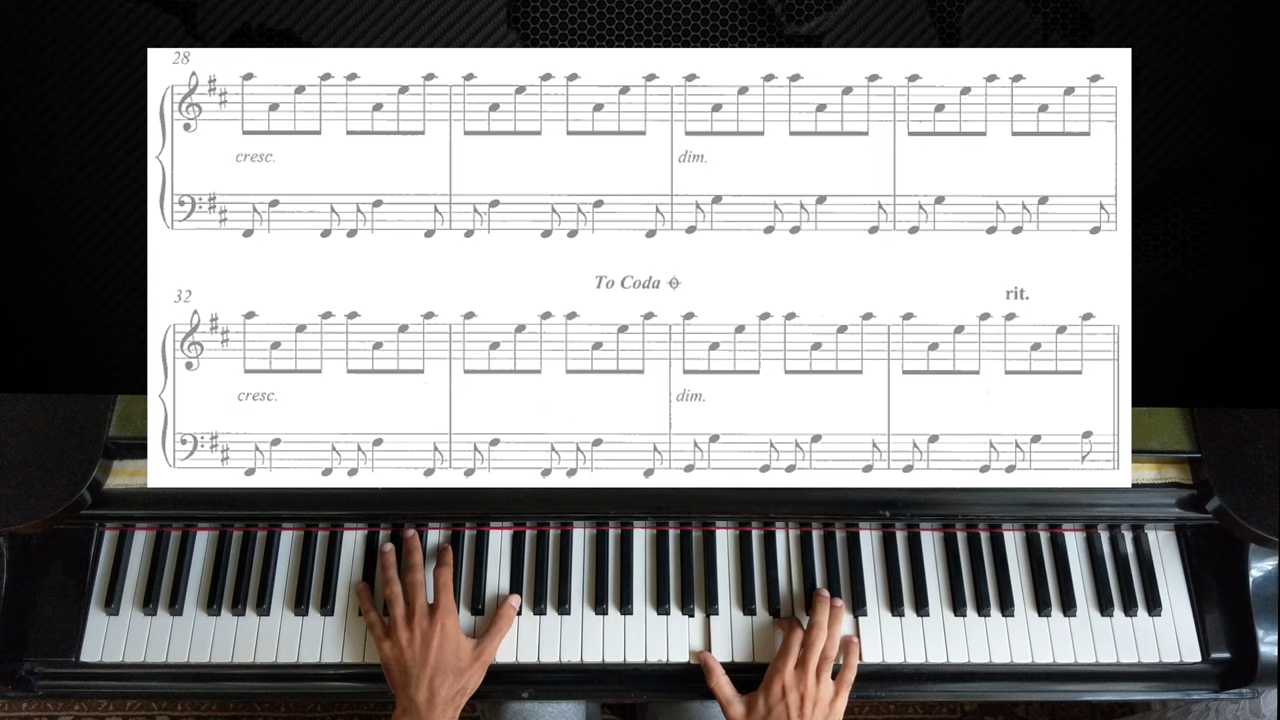 28
cresc.
dim.
To Coda
32
rit.
cresc.
dim.